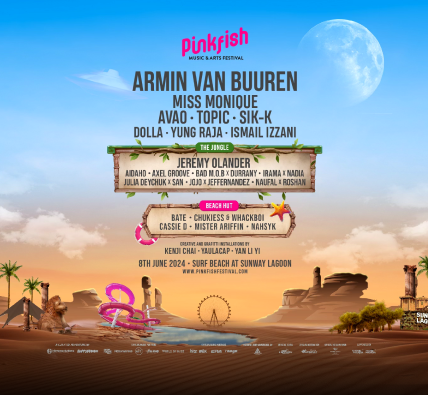 Pinkfish
MUSIC & ARTS FESTIVAL
ARMIN VAN BUUREN
MISS MONIQUE
AVAO · TOPIC · SIK-K
DOLLA · YUNG RAJA · ISMAIL IZZANI
THE JUNGLE
JEREMY OLANDER
AIDAHO · AXEL GROOVE · BAD M.O.B x DURRANY · IRAMA x NADIA
JULIA DEYCHUK x SAN · JOJO x JEFFERNANDEZ · NAUFAL x ROSHAN
BEACH HUT
BATE · CHUKIESS & WHACKBOI
CASSIE D · MISTER ARIFFIN · NAHSYK
CREATIVE AND GRAFFITI INSTALLATIONS BY
KENJI CHAI · YAULACAP · YAN LI YI
8TH JUNE 2024 · SURF BEACH AT SUNWAY LAGOON
WWW.PINKFISHFESTIVAL.COM